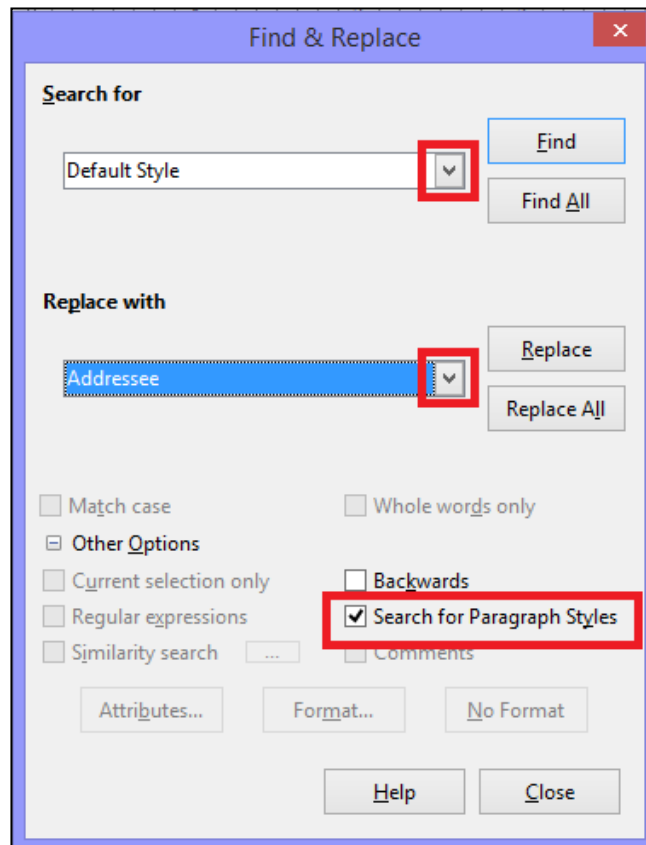 Find & Replace
Search for
Default Style
Find
Find All
Replace with
Addressee
Replace
Replace All
Match case
Whole words only
Other Options
Current selection only
Backwards
Regular expressions
Search for Paragraph Styles
Similarity search
...
Comments
Attributes...
Format...
No Format
Help
Close